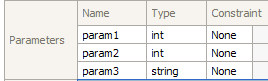 Name Type Constraint
Parameters
param1 int None
param2 int None
param3 string None